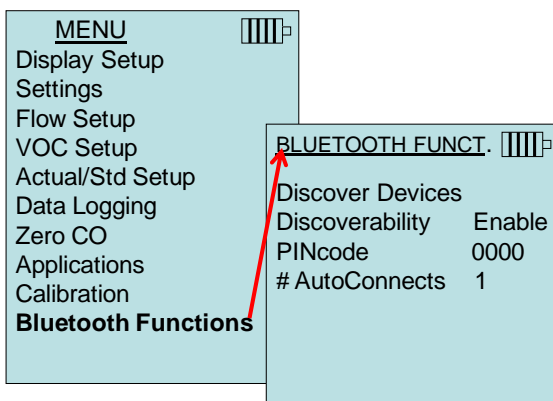 MENU
Display Setup
Settings
Flow Setup
VOC Setup
Actual/Std Setup
Data Logging
Zero CO
Applications
Calibration
Bluetooth Functions
BLUETOOTH FUNCT.
Discover Devices
Discoverability Enable
PINcode 0000
# AutoConnects 1